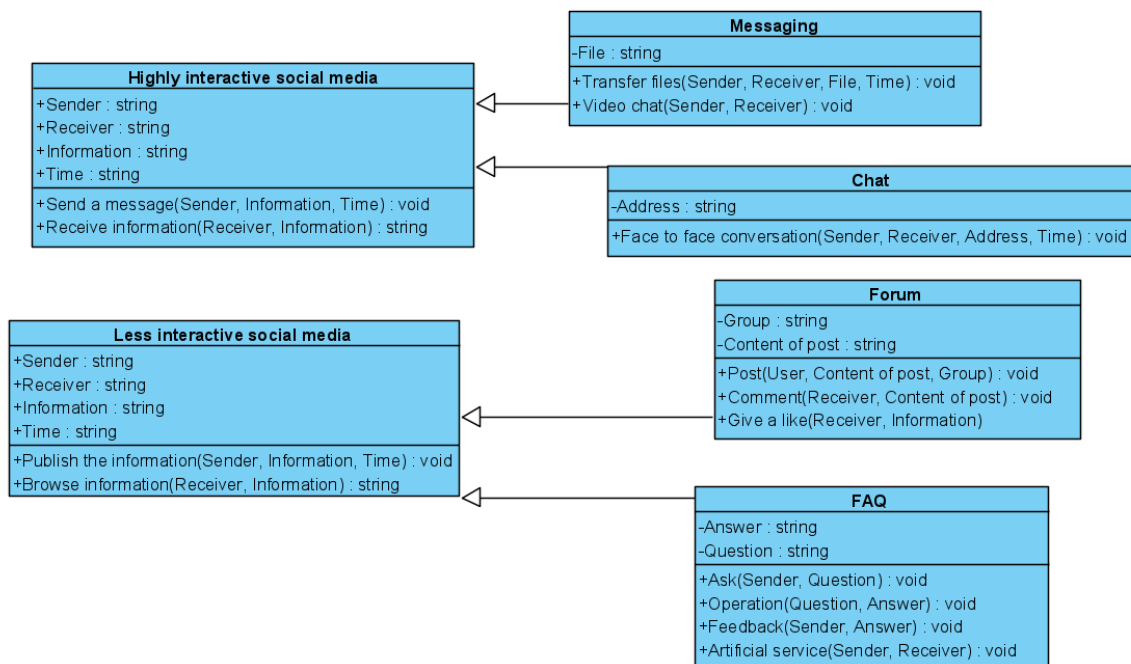 Messaging
-File : string
+Transfer files(Sender, Receiver, File, Time) : void
+Video chat(Sender, Receiver) : void
Highly interactive social media
+Sender : string
+Receiver : string
+Information : string
+Time : string
+Send a message(Sender, Information, Time) : void
+Receive information(Receiver, Information) : string
Chat
-Address : string
+Face to face conversation(Sender, Receiver, Address, Time) : void
Forum
-Group : string
-Content of post : string
+Post(User, Content of post, Group) : void
+Comment(Receiver, Content of post) : void
+Give a like(Receiver, Information)
Less interactive social media
+Sender : string
+Receiver : string
+Information : string
+Time : string
+Publish the information(Sender, Information, Time) : void
+Browse information(Receiver, Information) : string
FAQ
-Answer : string
-Question : string
+Ask(Sender, Question) : void
+Operation(Question, Answer) : void
+Feedback(Sender, Answer) : void
+Artificial service(Sender, Receiver) : void